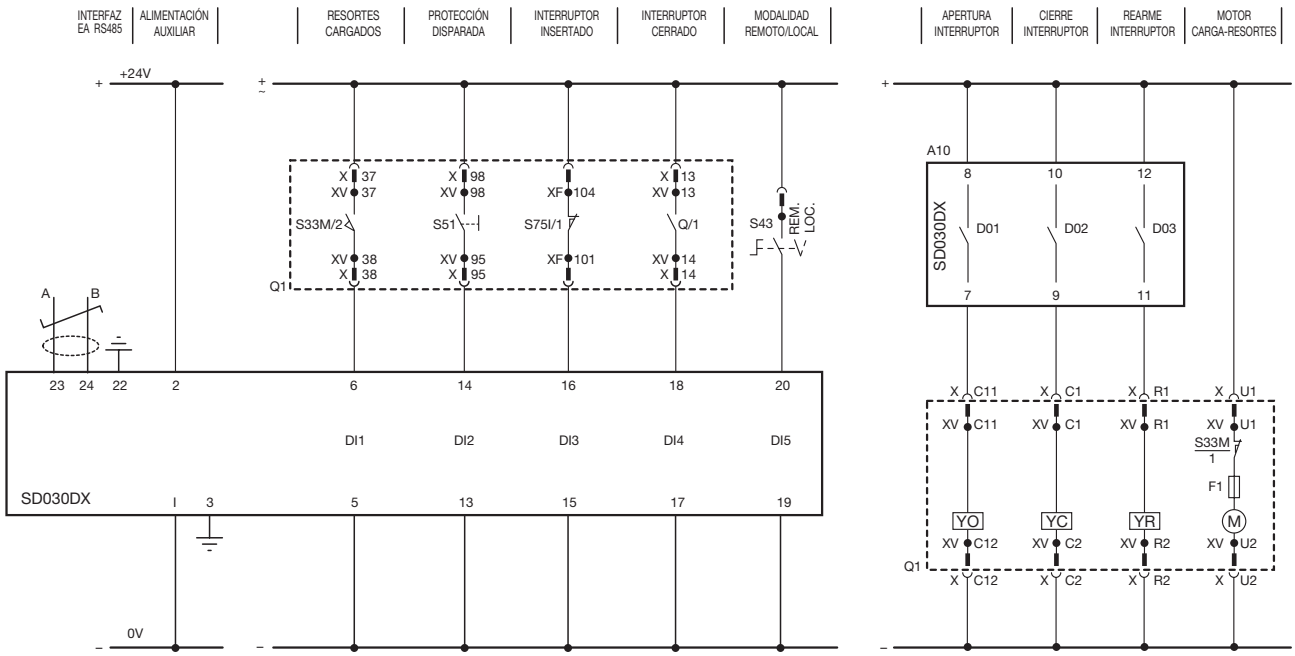 INTERFAZ
EA RS485
ALIMENTACIÓN
AUXILIAR
RESORTES
CARGADOS
PROTECCIÓN
DISPARADA
INTERRUPTOR
INSERTADO
INTERRUPTOR
CERRADO
MODALIDAD
REMOTO/LOCAL
APERTURA
INTERRUPTOR
CIERRE
INTERRUPTOR
REARME
INTERRUPTOR
MOTOR
CARGA-RESORTES
+ +24V
+
~
+
A10
8 10 12
X 37 X 98 X 13
XV 37 XV 98 XF 104 XV 13
S33M/2 S51 S75I/1 Q/1 S43 REM.
LOC.
SD030DX
D01 D02 D03
XV 38 XV 95 XF 101 XV 14
X 38 X 95 X 14
Q1
7 9 11
A B
23 24 22 2 6 14 16 18 20
X C11 X C1 X R1 X U1
XV C11 XV C1 XV R1 XV U1
DI1 DI2 DI3 DI4 DI5
S33M
1
F1
SD030DX
I 3 5 13 15 17 19
YO YC YR M
XV C12 XV C2 XV R2 XV U2
Q1
X C12 X C2 X R2 X U2
0V
– – –